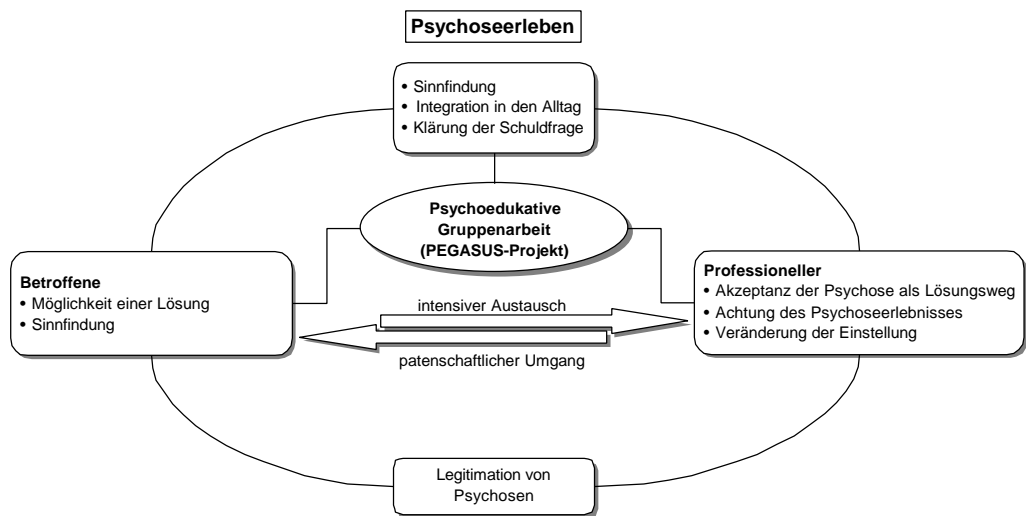 Psychoseerleben
• Sinnfindung
• Integration in den Alltag
• Klärung der Schuldfrage
Psychoedukative
Gruppenarbeit
(PEGASUS-Projekt)
Betroffene
• Möglichkeit einer Lösung
• Sinnfindung
intensiver Austausch
patenschaftlicher Umgang
Professioneller
• Akzeptanz der Psychose als Lösungsweg
• Achtung des Psychoseerlebnisses
• Veränderung der Einstellung
Legitimation von
Psychosen